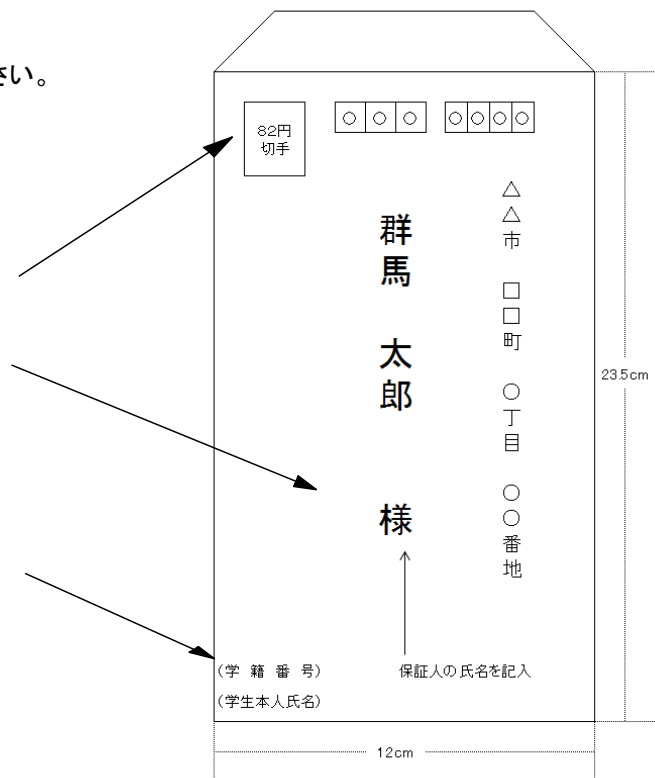 さい。
82円
切手
○○○ ○○○○
△△市 □□町 ○丁目 ○○番地
群馬 太郎 様
23.5cm
(学籍番号)
保証人の氏名を記入
(学生本人氏名)
12cm